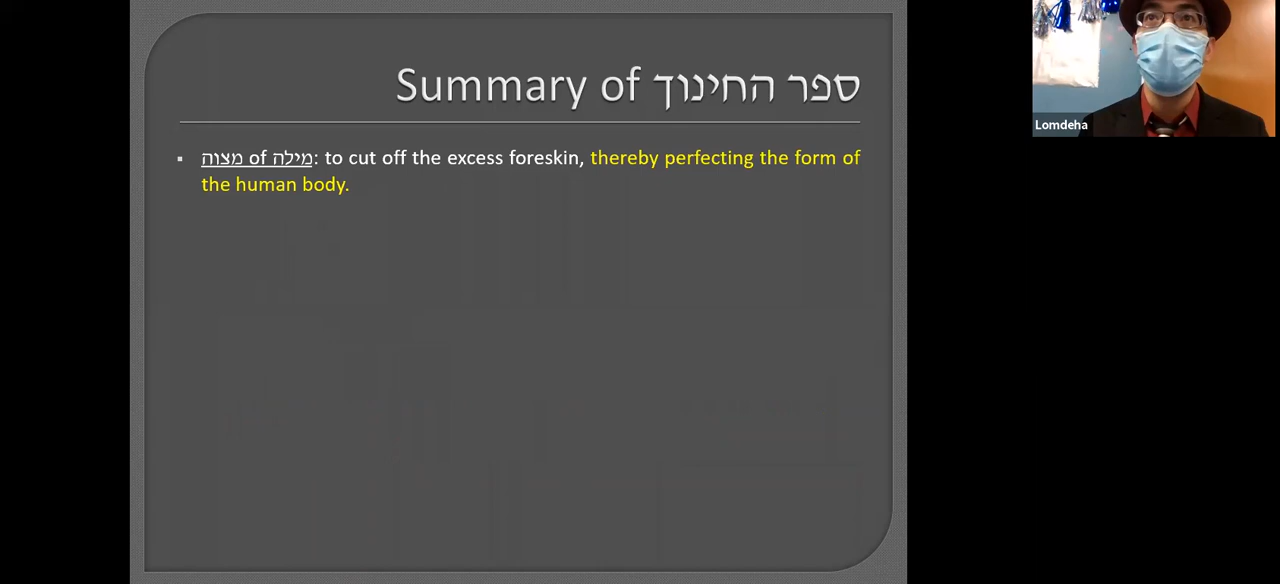 Summary of ספר החינוך
▪ מצוה of מילה: to cut off the excess foreskin, thereby perfecting the form of
the human body.
Lomdeha